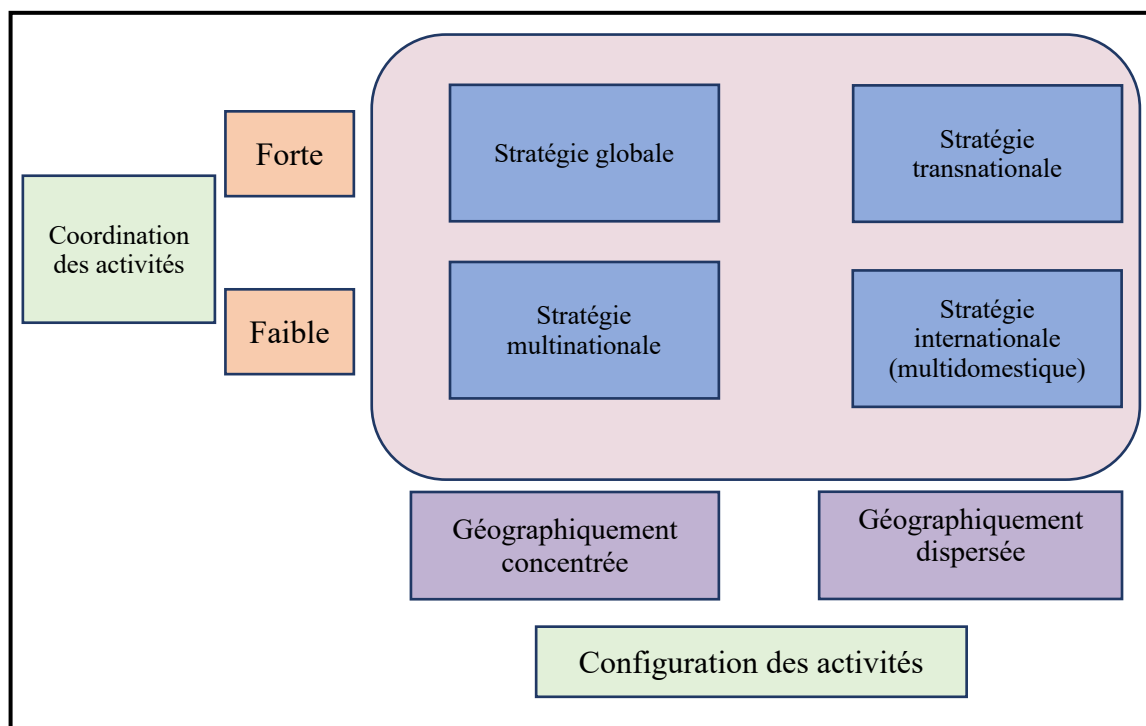 Forte
Stratégie globale
Stratégie
transnationale
Coordination
des activités
Faible
Stratégie
multinationale
Stratégie
internationale
(multidomestique)
Géographiquement
concentrée
Géographiquement
dispersée
Configuration des activités